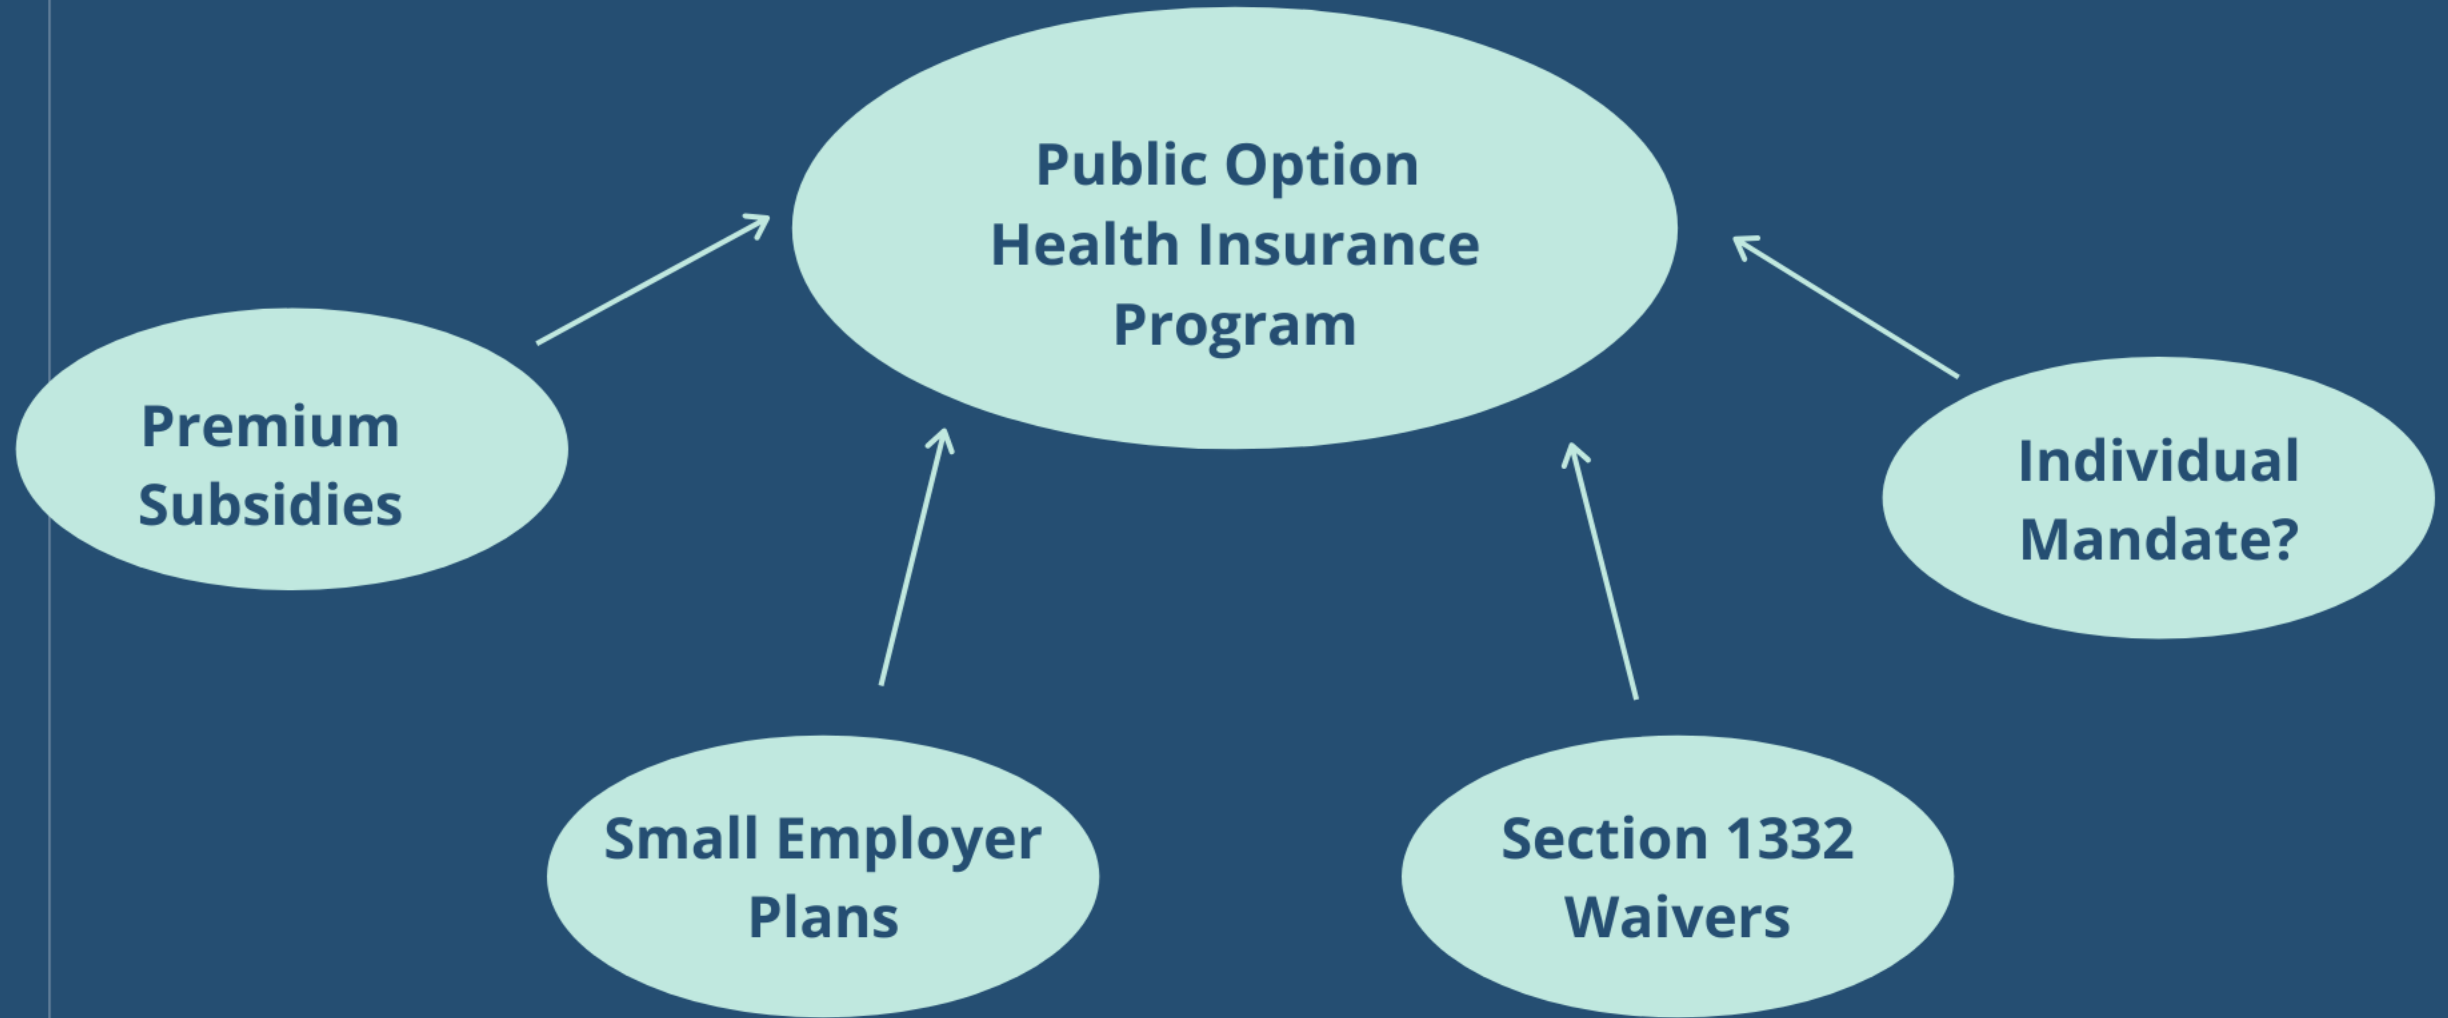 Public Option
Health Insurance
Program
Premium
Subsidies
Individual
Mandate?
Small Employer
Plans
Section 1332
Waivers